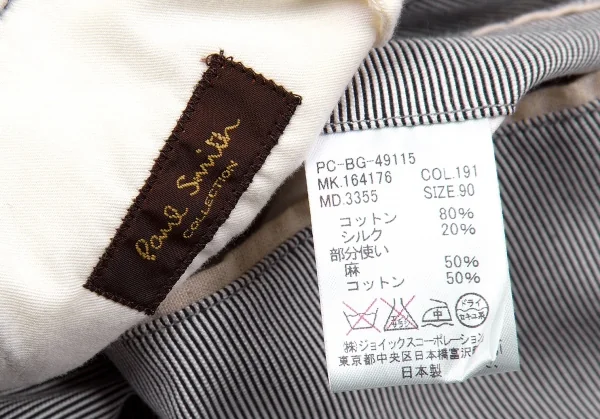 Paul Smith
COLLECTION
PC-BG-49115
MK.164176 COL.191
MD.3355 SIZE.90
コットン 80%
シルク 20%
部分使い
麻 50%
コットン 50%
中
ドライ
セキユ系
㈱ジョイックスコーポレーション
東京都中央区日本橋富沢町
日本製